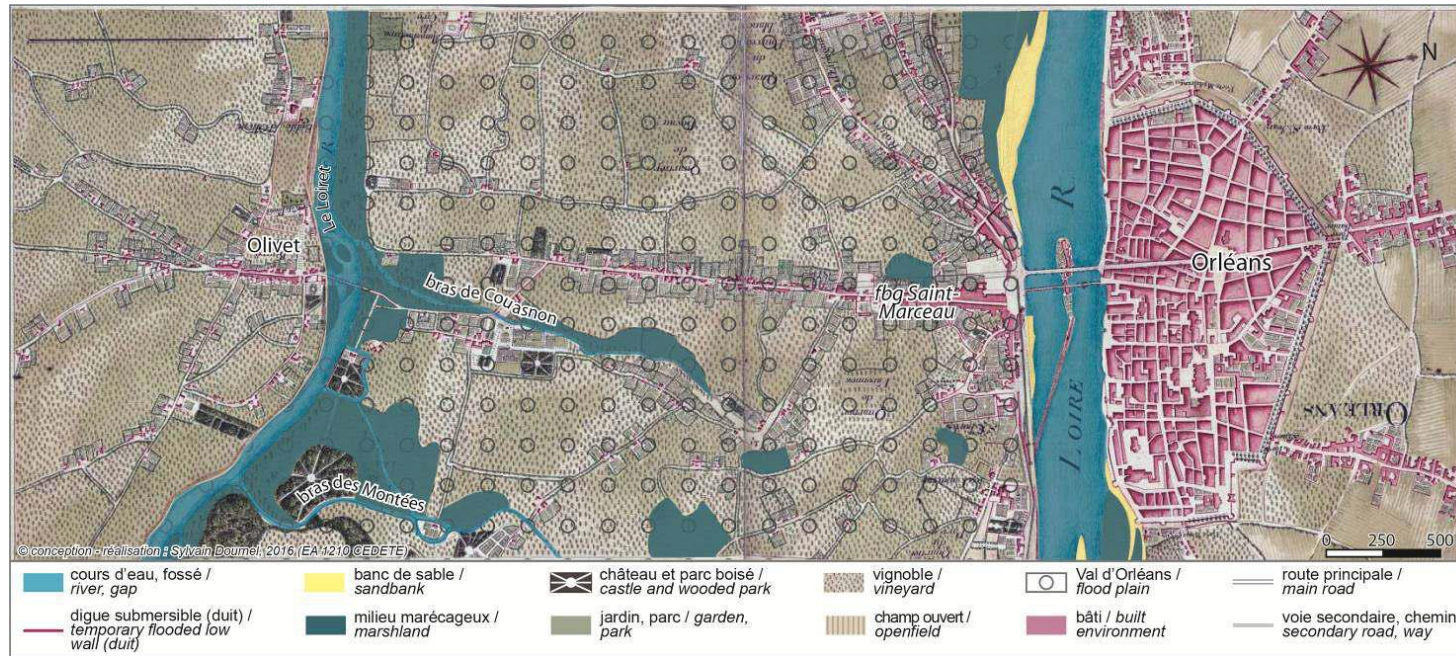 N
Le Loiret
R
Olivet
bras de Couasnon
fbg Saint-
Marceau
R
Orléans
LOIRE
ORLEANS
bras des Montées
© conception - réalisation : Sylvain Dournel, 2016 (EA 1210 CEDETE)
0 250 500
cours d'eau, fossé /
river, gap
banc de sable /
sandbank
château et parc boisé /
castle and wooded park
vignoble /
vineyard
Val d'Orléans /
flood plain
route principale /
main road
digue submersible (duit) /
temporary flooded low
wall (duit)
milieu marécageux /
marshland
jardin, parc / garden,
park
champ ouvert /
openfield
bâti / built
environment
voie secondaire, chemin
secondary road, way